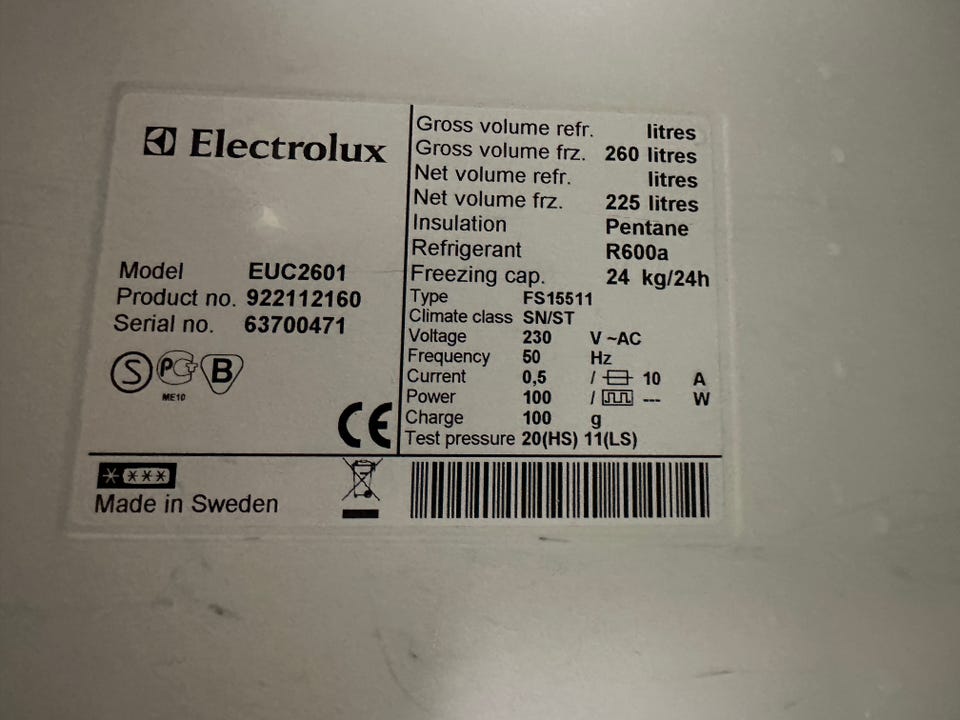 Electrolux
Model EUC2601
Product no. 922112160
Serial no. 63700471
S PCT B
ME10
CE
Gross volume refr. litres
Gross volume frz. 260 litres
Net volume refr. litres
Net volume frz. 225 litres
Insulation Pentane
Refrigerant R600a
Freezing cap. 24 kg/24h
Type FS15511
Climate class SN/ST
Voltage 230 V ~AC
Frequency 50 Hz
Current 0,5 / 10 A
Power 100 / --- W
Charge 100 g
Test pressure 20(HS) 11(LS)
Made in Sweden